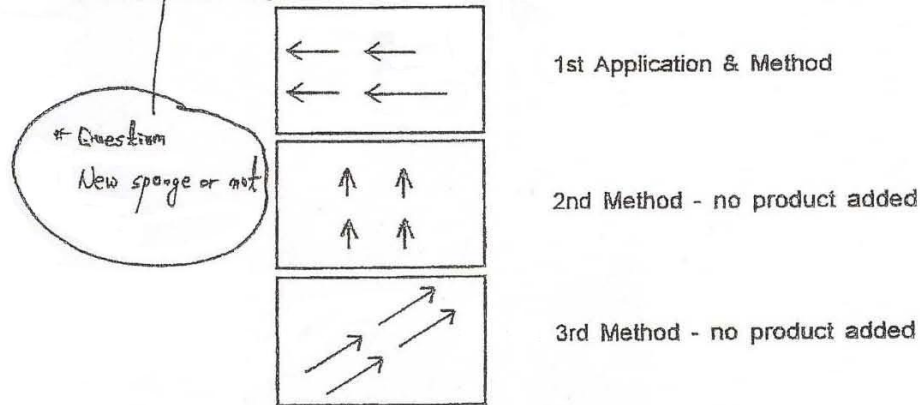 1st Application & Method
* Question
New sponge or not
2nd Method - no product added
3rd Method - no product added